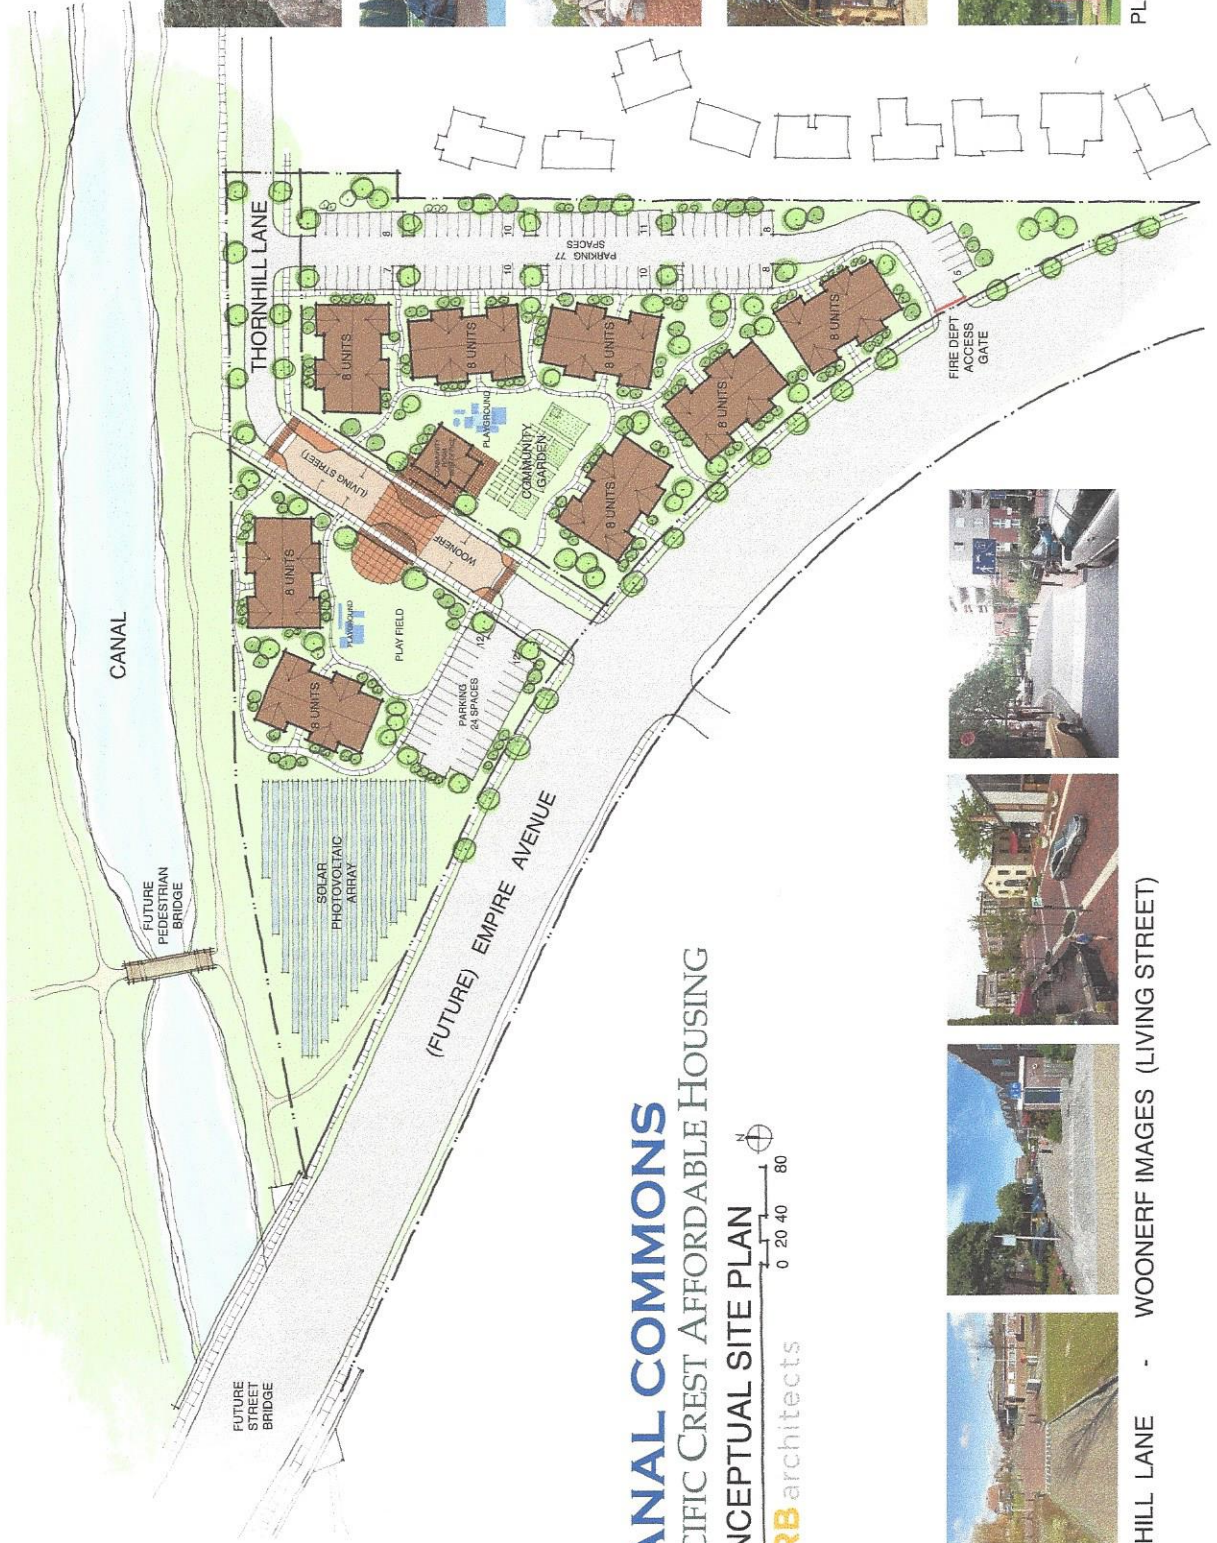 CANAL
FUTURE
PEDESTRIAN
BRIDGE
FUTURE
STREET
BRIDGE
SOLAR
PHOTOVOLTAIC
ARRAY
(FUTURE) EMPIRE AVENUE
8 UNITS
8 UNITS
PLAYGROUND
PLAY FIELD
PARKING
24 SPACES
12
12
THORNHILL LANE
(LIVING STREET)
WOONERF
8 UNITS
8 UNITS
8 UNITS
8 UNITS
8 UNITS
8 UNITS
PLAYGROUND
COMMUNITY
GARDEN
PARKING 77
SPACES
7
10
10
8
8
10
11
8
FIRE DEPT
ACCESS
GATE
ANAL COMMONS
CIFIC CREST AFFORDABLE HOUSING
NCEPTUAL SITE PLAN
N
0 20 40 80
RB architects
HILL LANE - WOONERF IMAGES (LIVING STREET)
PL